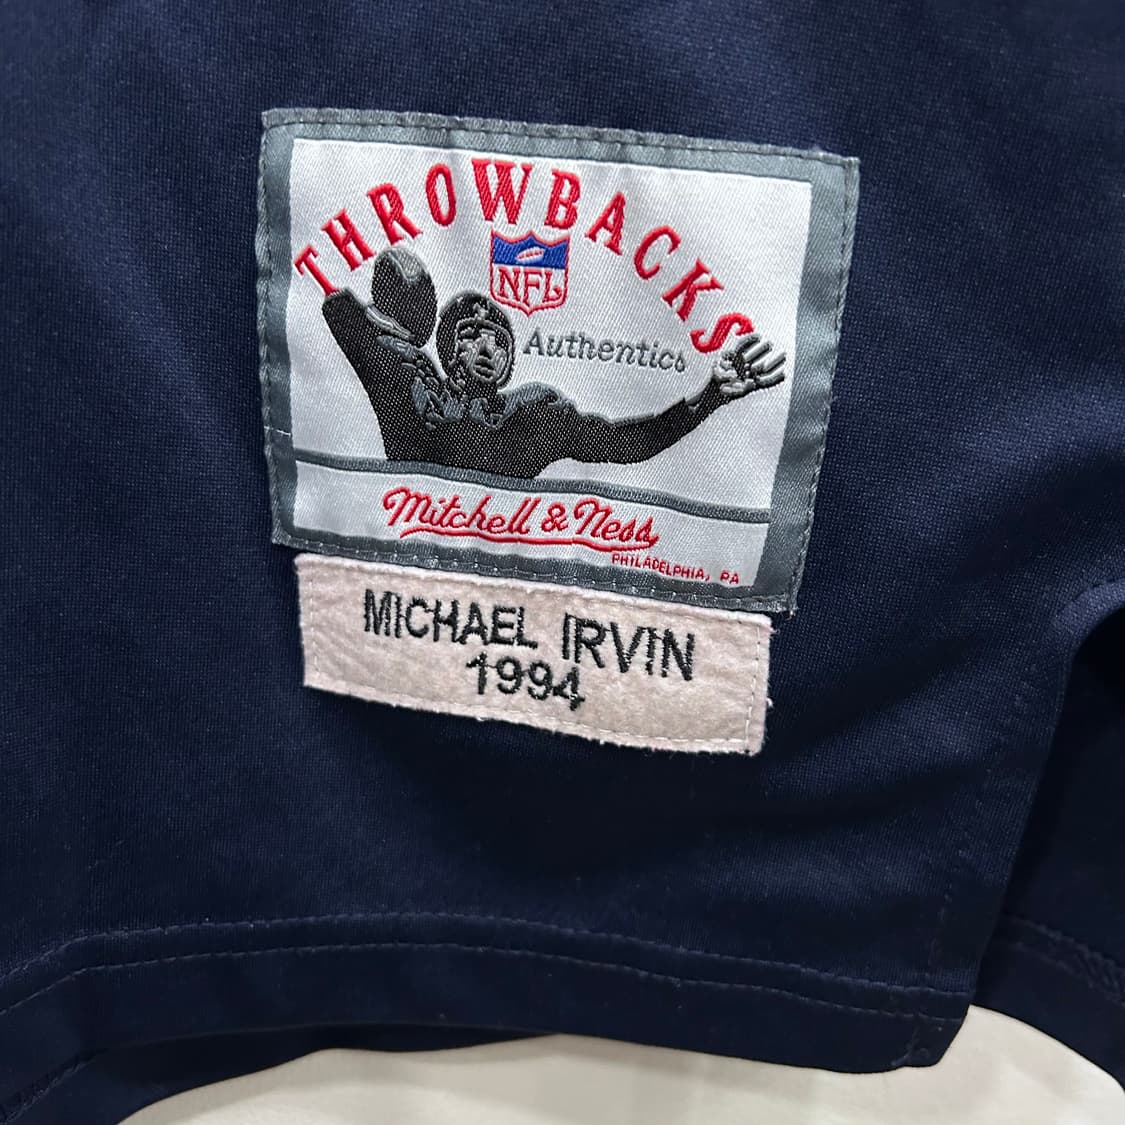 THROWBACKS
NFL
Authentics
Mitchell & Ness
PHILADELPHIA, PA
MICHAEL IRVIN
1994